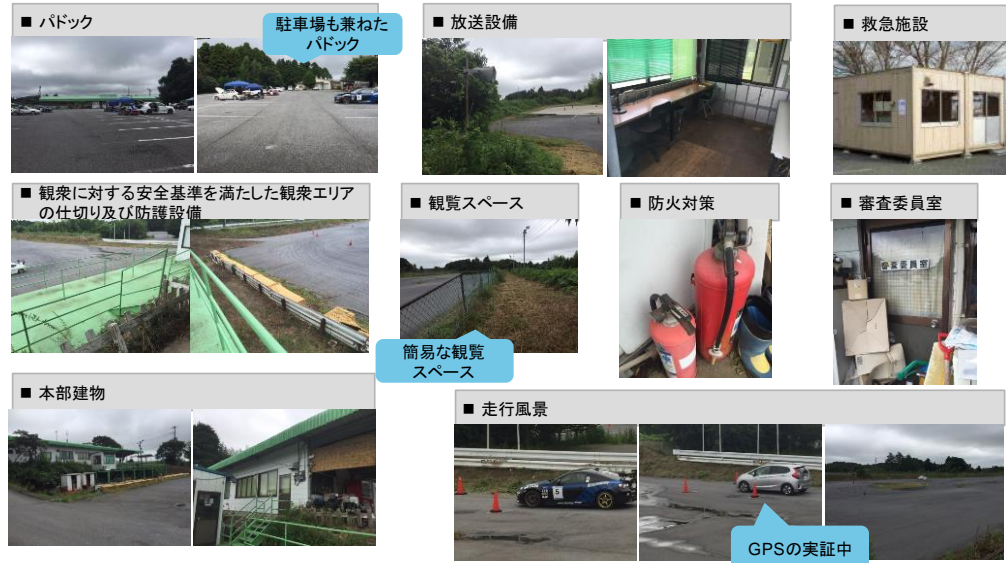 ■ パドック
駐車場も兼ねた
パドック
■ 放送設備
■ 救急施設
■ 観衆に対する安全基準を満たした観衆エリア
の仕切り及び防護設備
■ 観覧スペース
簡易な観覧
スペース
■ 防火対策
■ 審査委員室
審査委員室
■ 本部建物
■ 走行風景
5
GPSの実証中